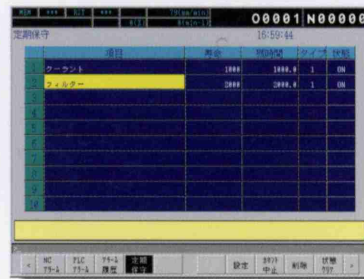 MEM *** RST ***
O0001 N00000
定期保守 16:59:44
項目 寿命 残時間 タイプ 状態
1 クーラント 1000 1000.0 1 ON
2 フィルター 2000 2000.0 1 ON
3
4
5
6
7
8
9
10
NC アラーム PLC アラーム アラーム 履歴 定期 保守 設定 カウント 中止 削除 状態 クリア